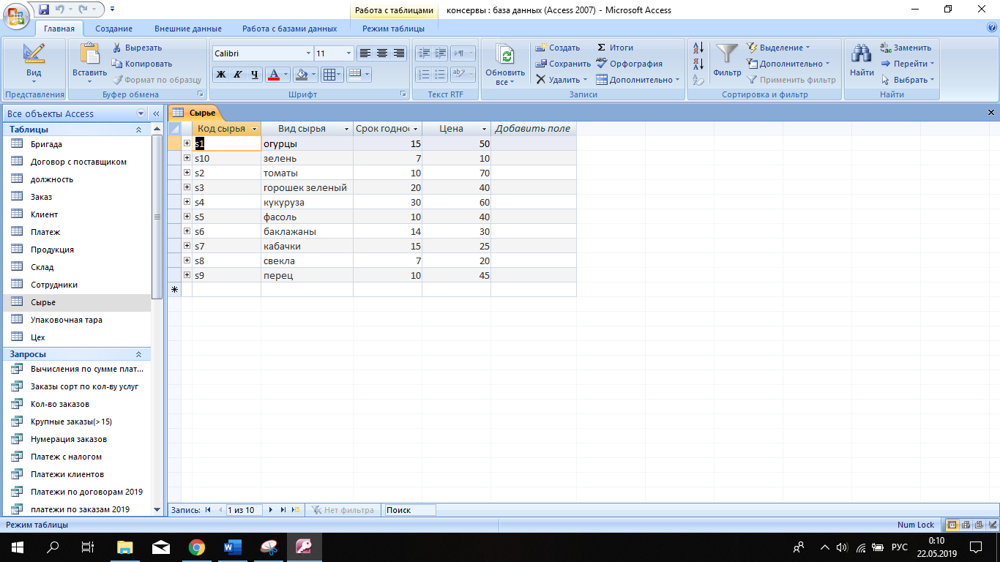 Работа с таблицами консервы : база данных (Access 2007) - Microsoft Access
Главная Создание Внешние данные Работа с базами данных Режим таблицы
Вид
Представления
Вставить
Вырезать
Копировать
Формат по образцу
Буфер обмена
Calibri 11
Ж К Ч А
Шрифт
Текст RTF
Обновить все
Создать
Сохранить
Удалить
Итоги
Орфография
Дополнительно
Записи
Фильтр
Выделение
Дополнительно
Применить фильтр
Сортировка и фильтр
Найти
Заменить
Перейти
Выбрать
Найти
Все объекты Access
Таблицы
Бригада
Договор с поставщиком
должность
Заказ
Клиент
Платеж
Продукция
Склад
Сотрудники
Сырье
Упаковочная тара
Цех
Запросы
Вычисления по сумме плат...
Заказы сорт по кол-ву услуг
Кол-во заказов
Крупные заказы(>15)
Нумерация заказов
Платеж с налогом
Платежи клиентов
Платежи по договорам 2019
платежи по заказам 2019
Сырье
Код сырья Вид сырья Срок годно Цена Добавить поле
s1 огурцы 15 50
s10 зелень 7 10
s2 томаты 10 70
s3 горошек зеленый 20 40
s4 кукуруза 30 60
s5 фасоль 10 40
s6 баклажаны 14 30
s7 кабачки 15 25
s8 свекла 7 20
s9 перец 10 45
Запись: 1 из 10 Нет фильтра Поиск
Режим таблицы Num Lock
РУС 0:10
22.05.2019